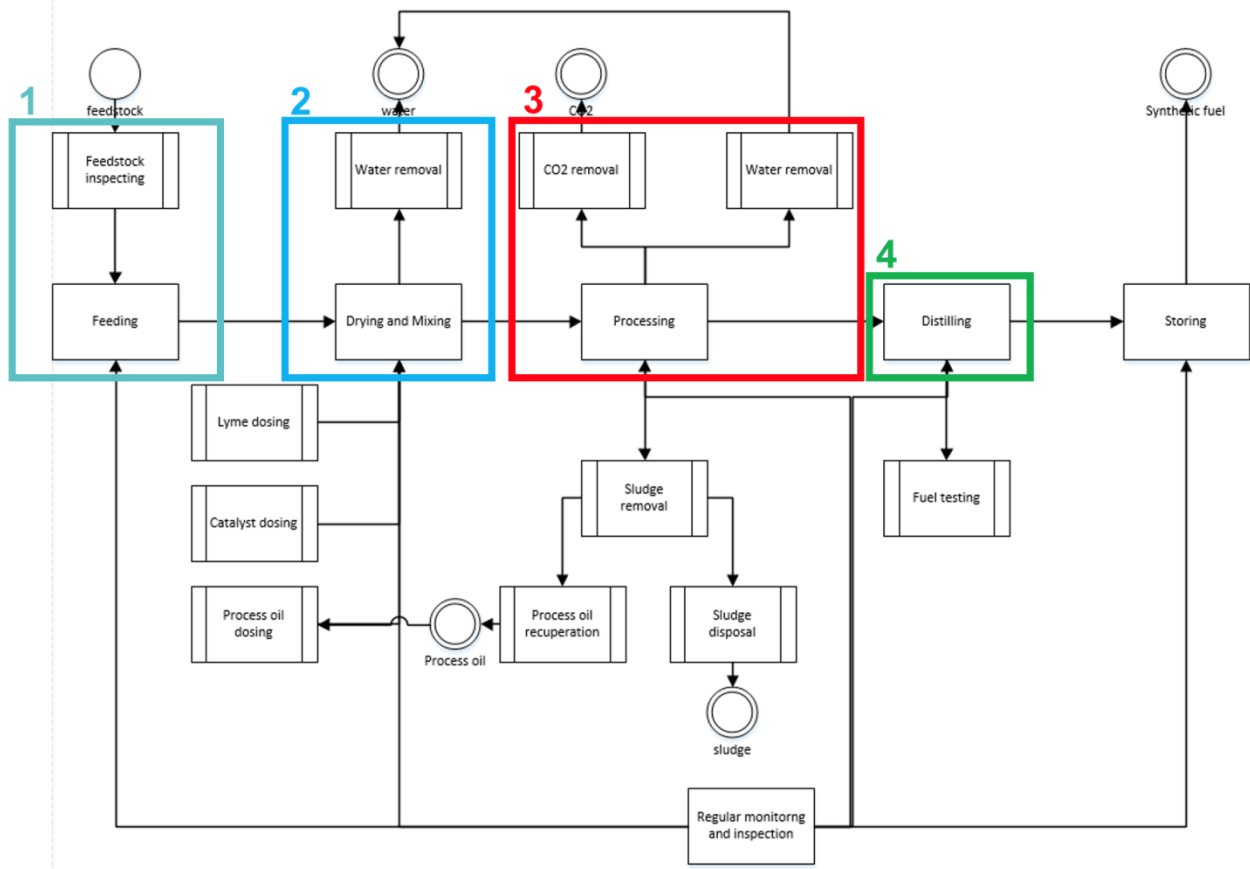 1
feedstock
Feedstock
inspecting
Feeding
2
water
Water removal
Drying and Mixing
3
CO2
CO2 removal
Water removal
Processing
4
Distilling
Synthetic fuel
Storing
Lyme dosing
Catalyst dosing
Process oil
dosing
Process oil
Process oil
recuperation
Sludge
removal
Sludge
disposal
sludge
Fuel testing
Regular monitorng
and inspection